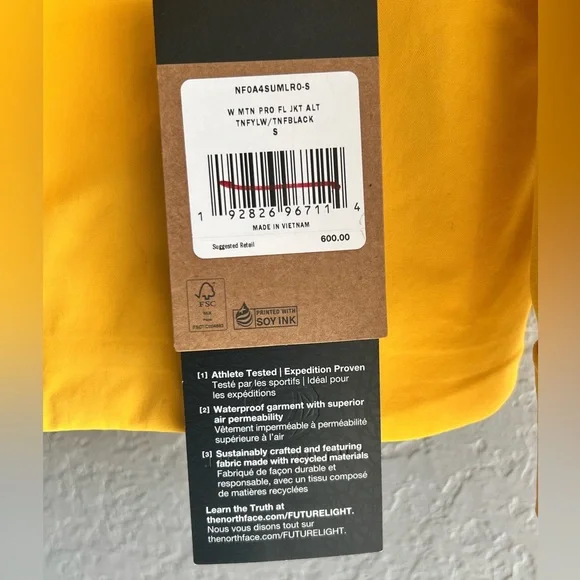 NF0A4SUMLR0-S
W MTN PRO FL JKT ALT
TNFYLW/TNFBLACK
S
1 92826 96711 4
MADE IN VIETNAM
Suggested Retail 600.00
FSC
PRINTED WITH
SOY INK
[1] Athlete Tested | Expedition Proven
Testé par les sportifs | Idéal pour
les expéditions
[2] Waterproof garment with superior
air permeability
Vêtement imperméable à perméabilité
supérieure à l'air
[3] Sustainably crafted and featuring
fabric made with recycled materials
Fabriqué de façon durable et
responsable, avec un tissu composé
de matières recyclées
Learn the Truth at
thenorthface.com/FUTURELIGHT.
Nous vous disons tout sur
thenorthface.com/FUTURELIGHT.